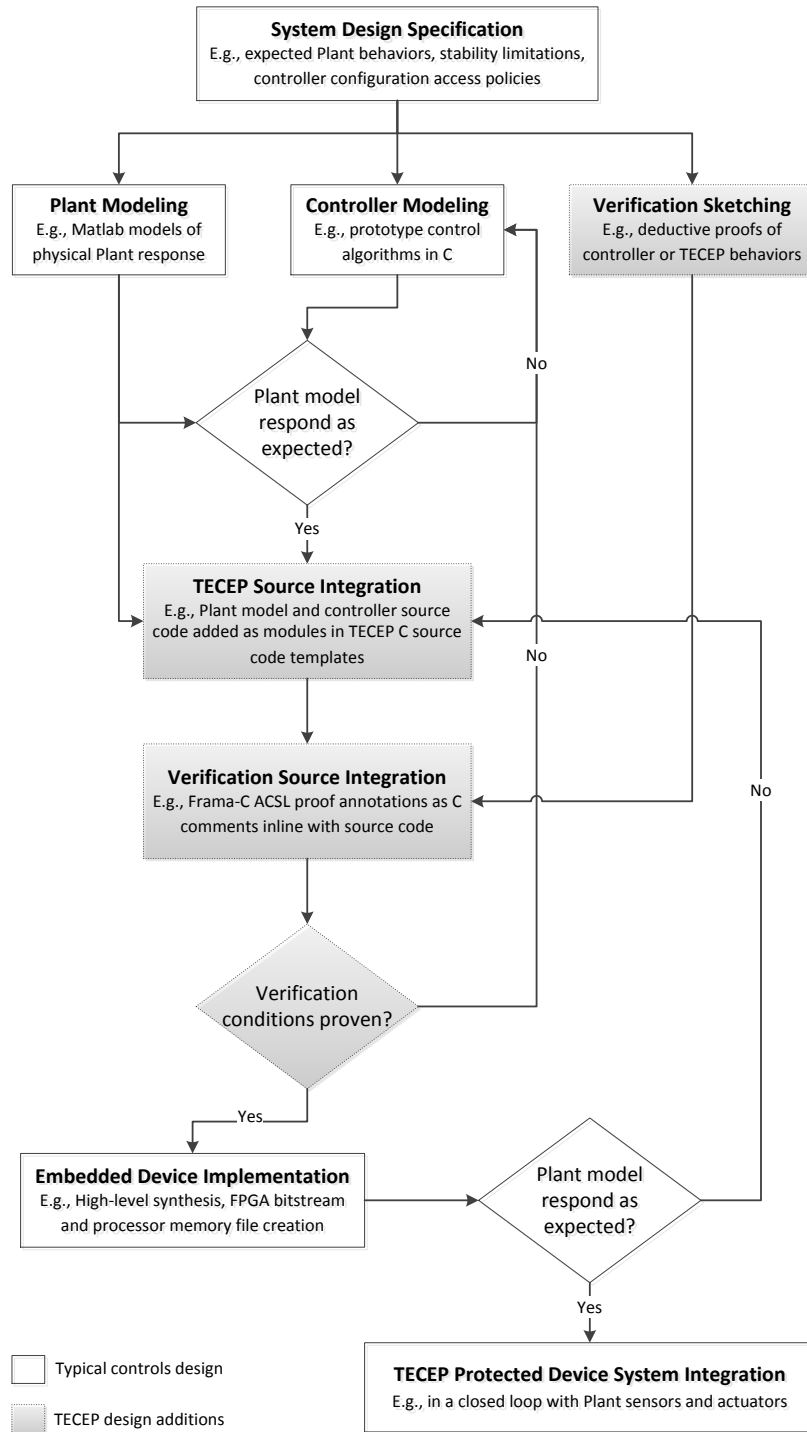 System Design Specification
E.g., expected Plant behaviors, stability limitations,
controller configuration access policies
Plant Modeling
E.g., Matlab models of
physical Plant response
Controller Modeling
E.g., prototype control
algorithms in C
Verification Sketching
E.g., deductive proofs of
controller or TECEP behaviors
No
Plant model
respond as
expected?
Yes
TECEP Source Integration
E.g., Plant model and controller source
code added as modules in TECEP C source
code templates
No
Verification Source Integration
E.g., Frama-C ACSL proof annotations as C
comments inline with source code
No
Verification
conditions proven?
Yes
Embedded Device Implementation
E.g., High-level synthesis, FPGA bitstream
and processor memory file creation
Plant model
respond as
expected?
Yes
TECEP Protected Device System Integration
E.g., in a closed loop with Plant sensors and actuators
Typical controls design
TECEP design additions